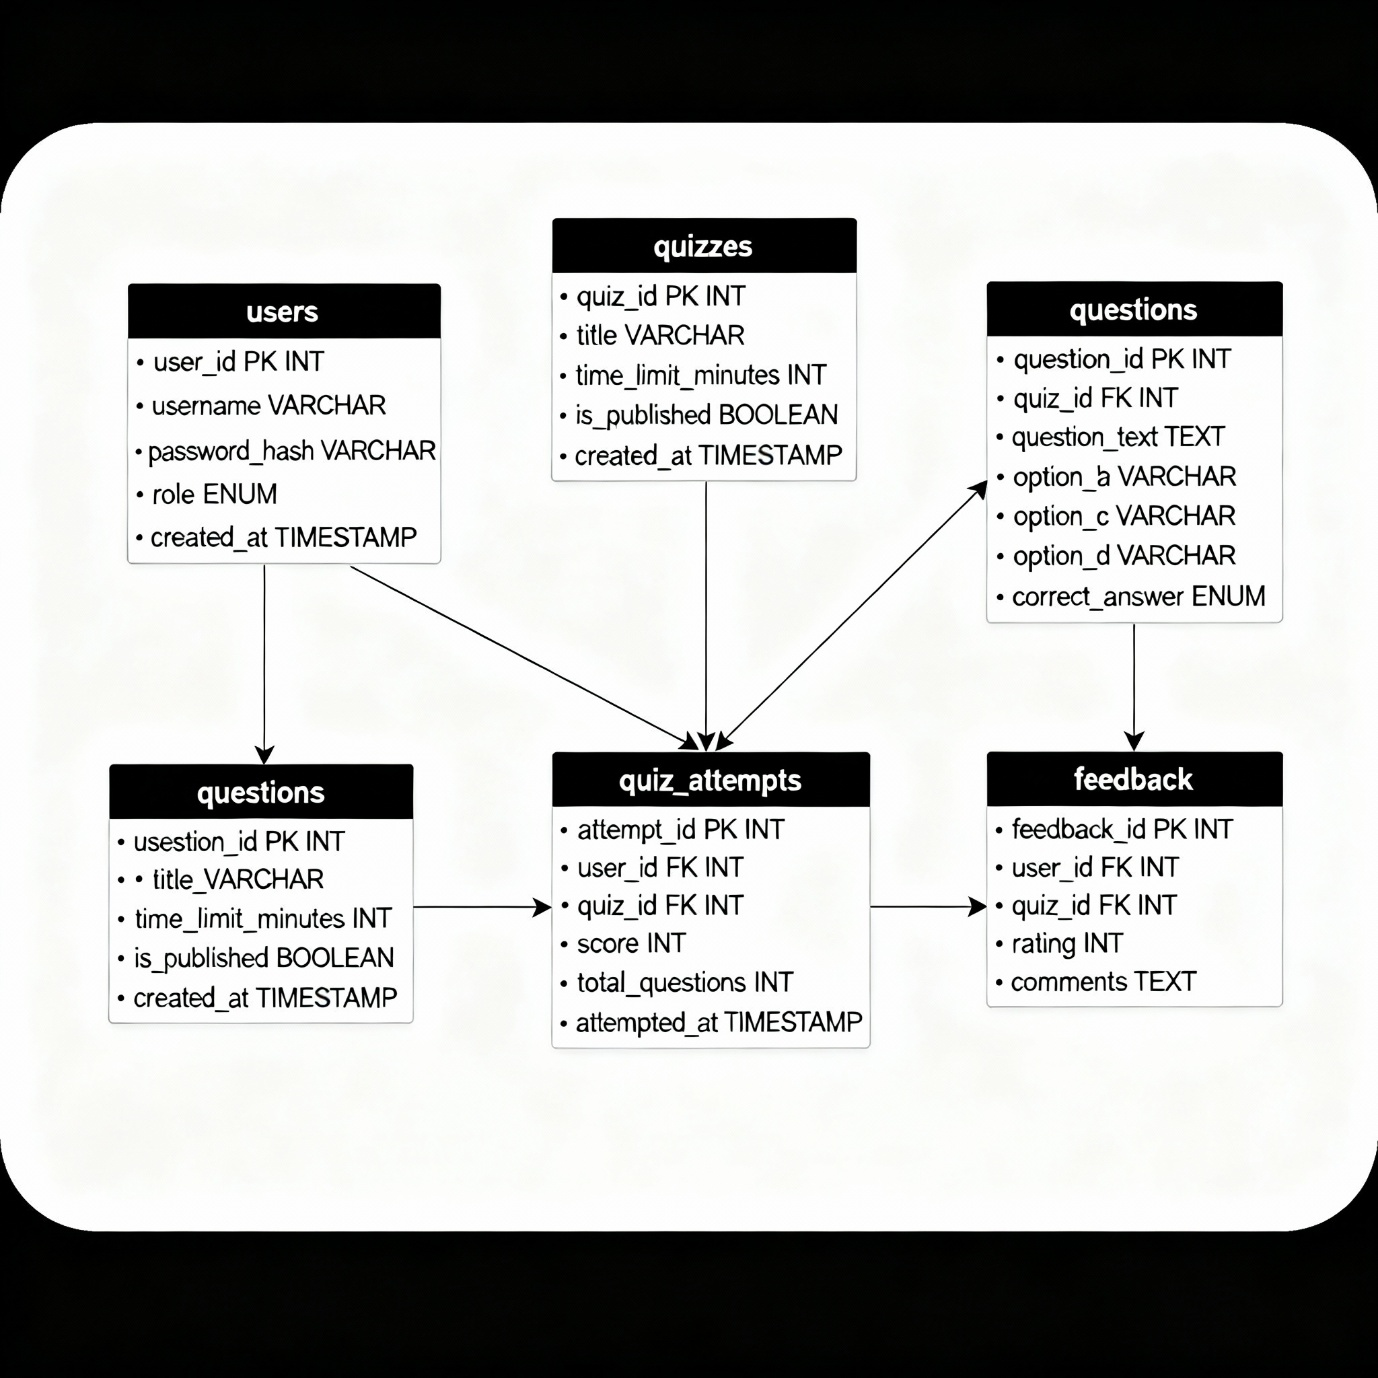 users
• user_id PK INT
• username VARCHAR
• password_hash VARCHAR
• role ENUM
• created_at TIMESTAMP
quizzes
• quiz_id PK INT
• title VARCHAR
• time_limit_minutes INT
• is_published BOOLEAN
• created_at TIMESTAMP
questions
• question_id PK INT
• quiz_id FK INT
• question_text TEXT
• option_a VARCHAR
• option_c VARCHAR
• option_d VARCHAR
• correct_answer ENUM
questions
• usestion_id PK INT
• • title_VARCHAR
• time_limit_minutes INT
• is_published BOOLEAN
• created_at TIMESTAMP
quiz_attempts
• attempt_id PK INT
• user_id FK INT
• quiz_id FK INT
• score INT
• total_questions INT
• attempted_at TIMESTAMP
feedback
• feedback_id PK INT
• user_id FK INT
• quiz_id FK INT
• rating INT
• comments TEXT